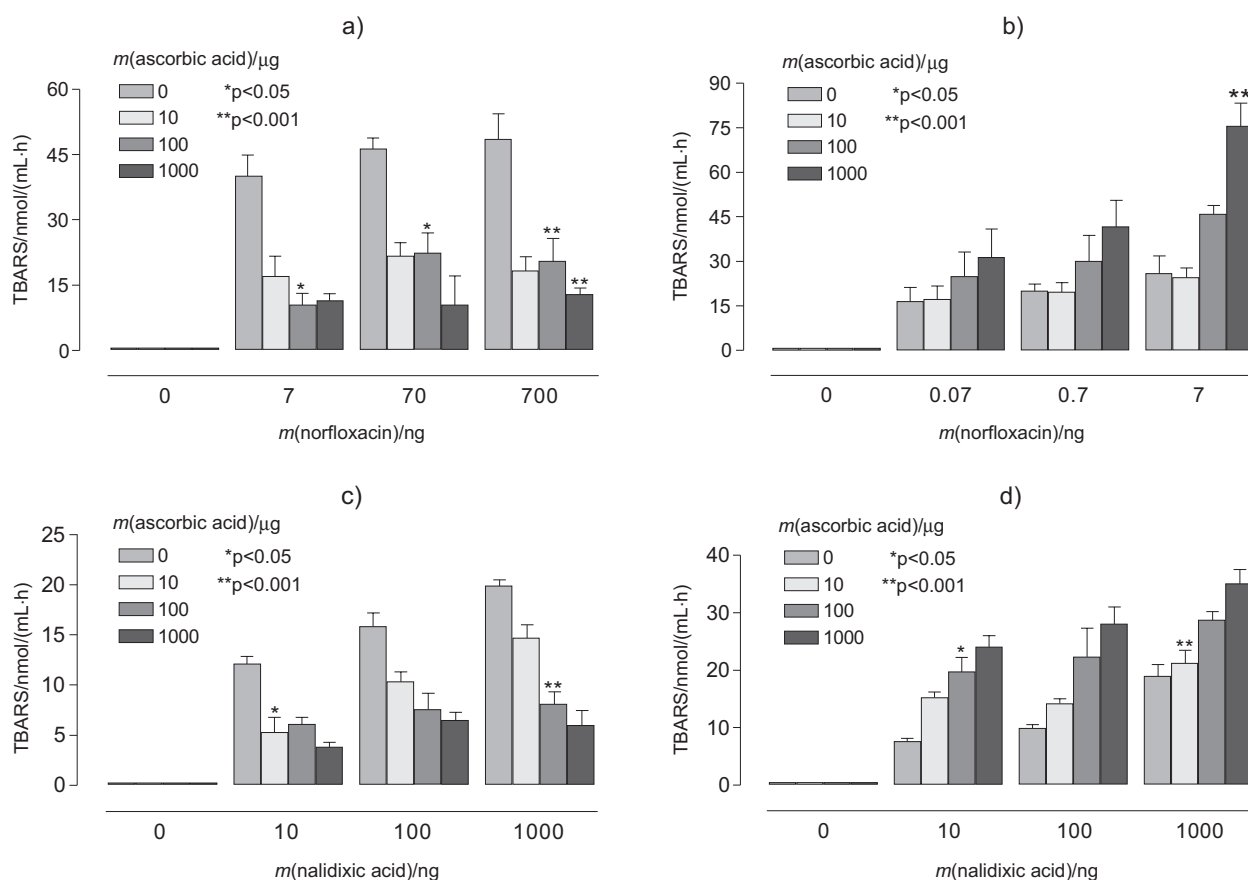 a)
m(ascorbic acid)/μg
0 *p<0.05
10 **p<0.001
100
1000
TBARS/nmol/(mL·h)
60
45
30
15
0
* * ** **
0 7 70 700
m(norfloxacin)/ng
b)
m(ascorbic acid)/μg
0 *p<0.05
10 **p<0.001
100
1000
TBARS/nmol/(mL·h)
90
75
60
45
30
15
0
**
0 0.07 0.7 7
m(norfloxacin)/ng
c)
m(ascorbic acid)/μg
0 *p<0.05
10 **p<0.001
100
1000
TBARS/nmol/(mL·h)
25
20
15
10
5
0
* **
0 10 100 1000
m(nalidixic acid)/ng
d)
m(ascorbic acid)/μg
0 *p<0.05
10 **p<0.001
100
1000
TBARS/nmol/(mL·h)
40
30
20
10
0
* **
0 10 100 1000
m(nalidixic acid)/ng